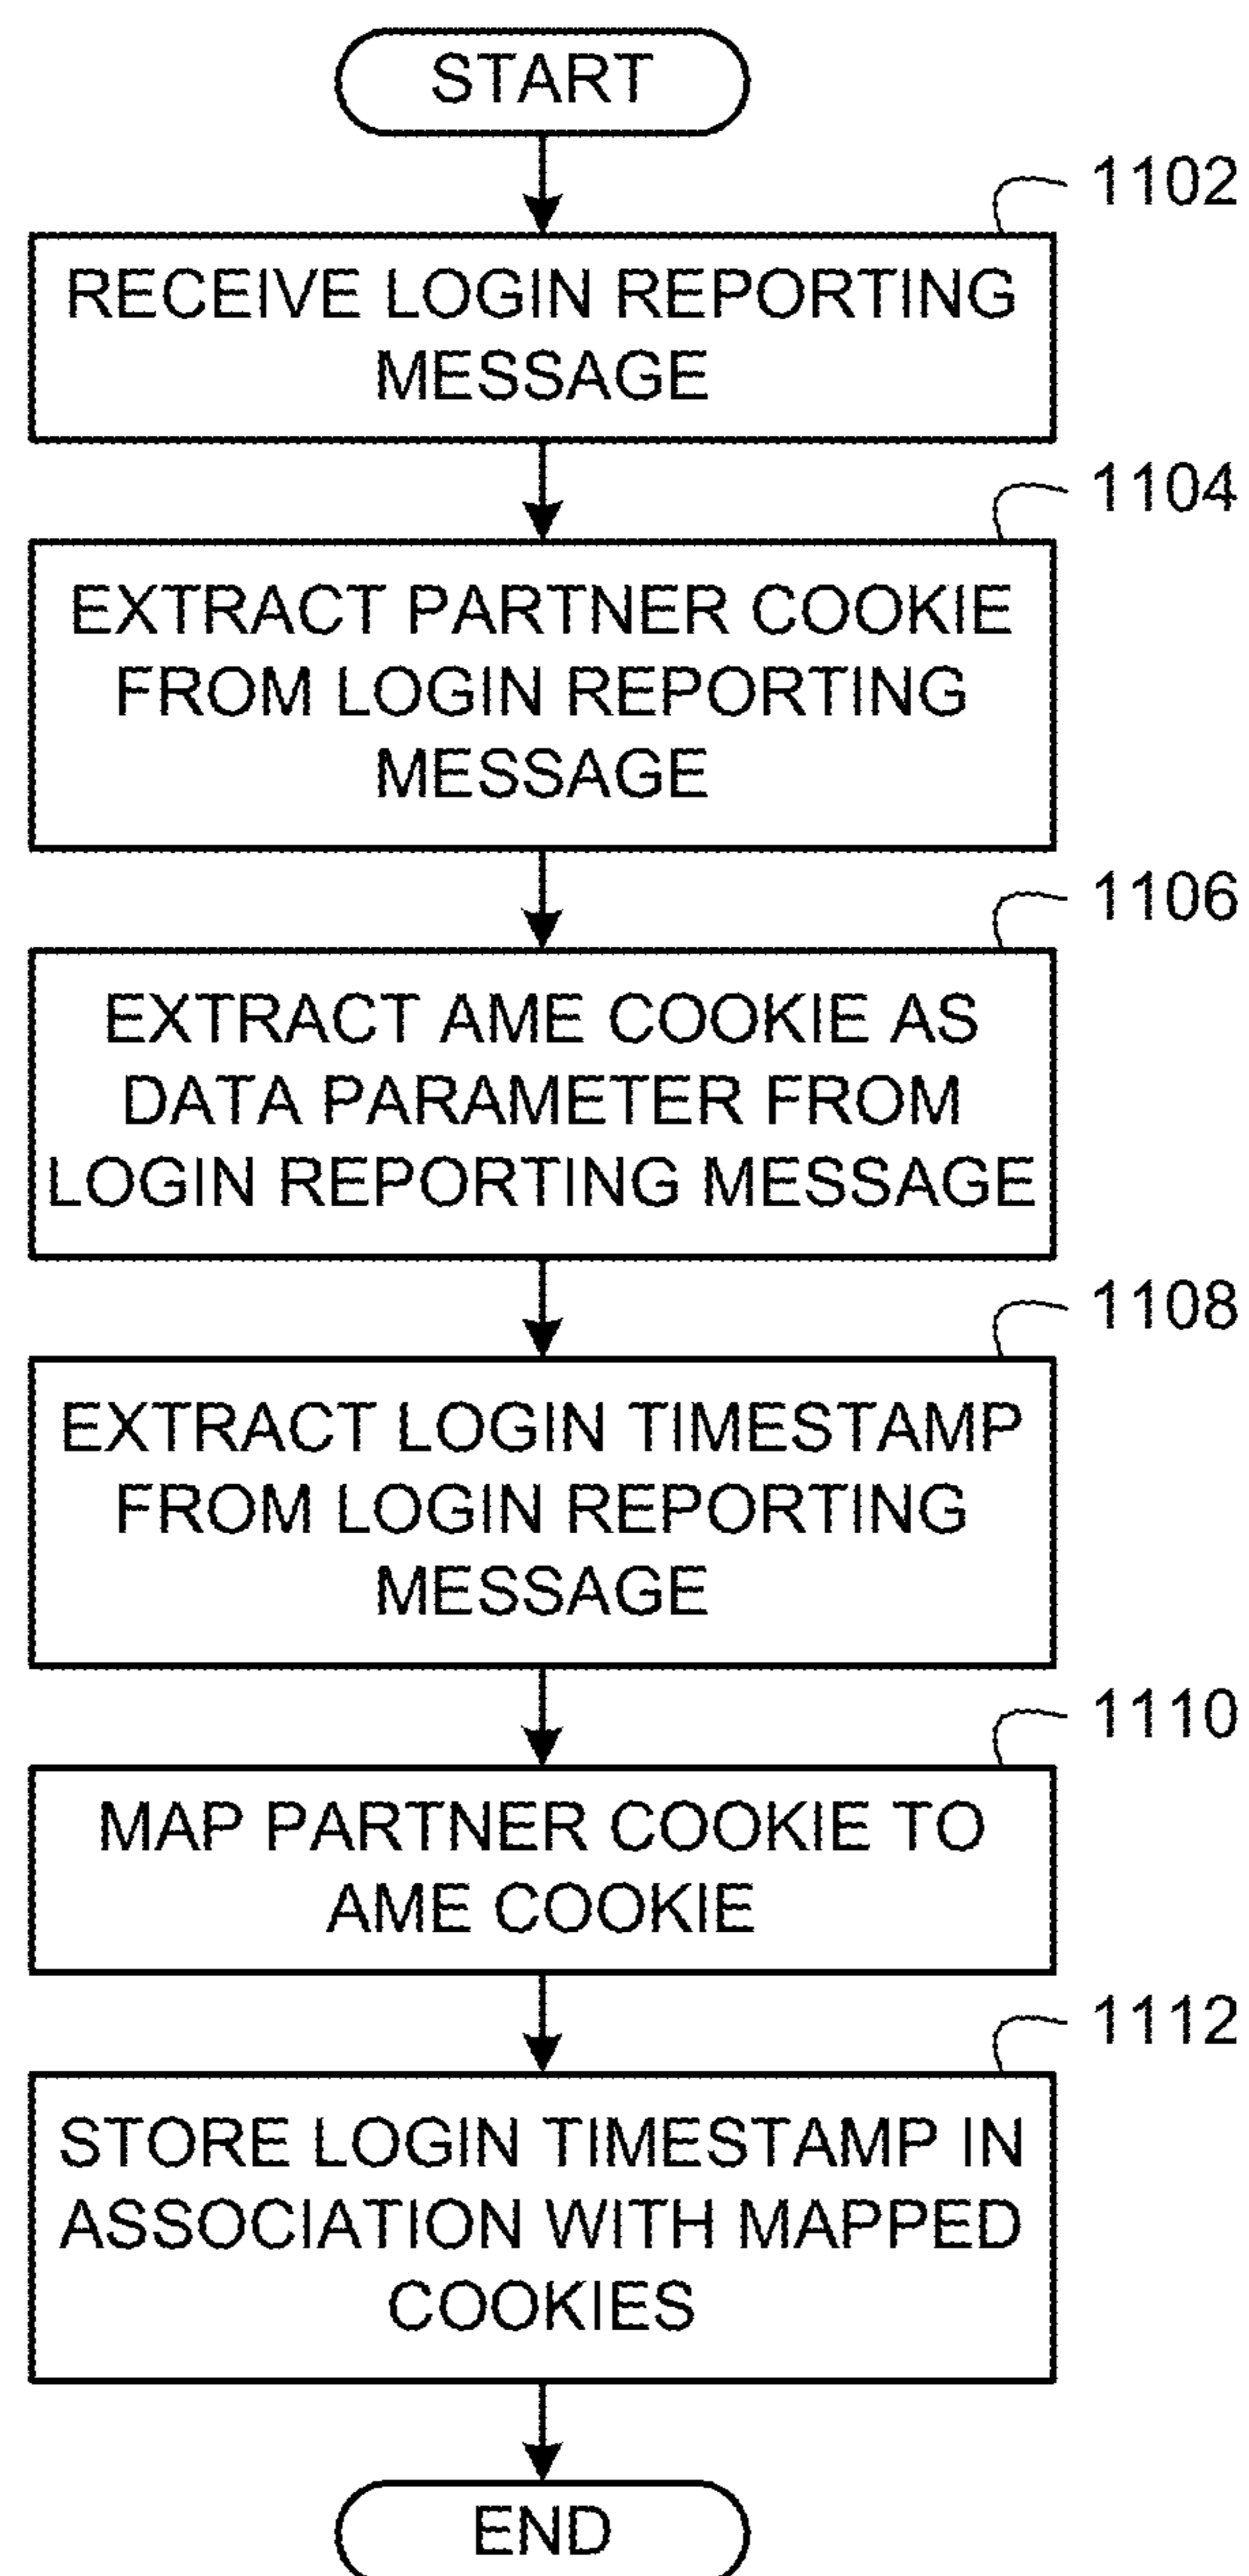 START
1102
RECEIVE LOGIN REPORTING
MESSAGE
1104
EXTRACT PARTNER COOKIE
FROM LOGIN REPORTING
MESSAGE
1106
EXTRACT AME COOKIE AS
DATA PARAMETER FROM
LOGIN REPORTING MESSAGE
1108
EXTRACT LOGIN TIMESTAMP
FROM LOGIN REPORTING
MESSAGE
1110
MAP PARTNER COOKIE TO
AME COOKIE
1112
STORE LOGIN TIMESTAMP IN
ASSOCIATION WITH MAPPED
COOKIES
END